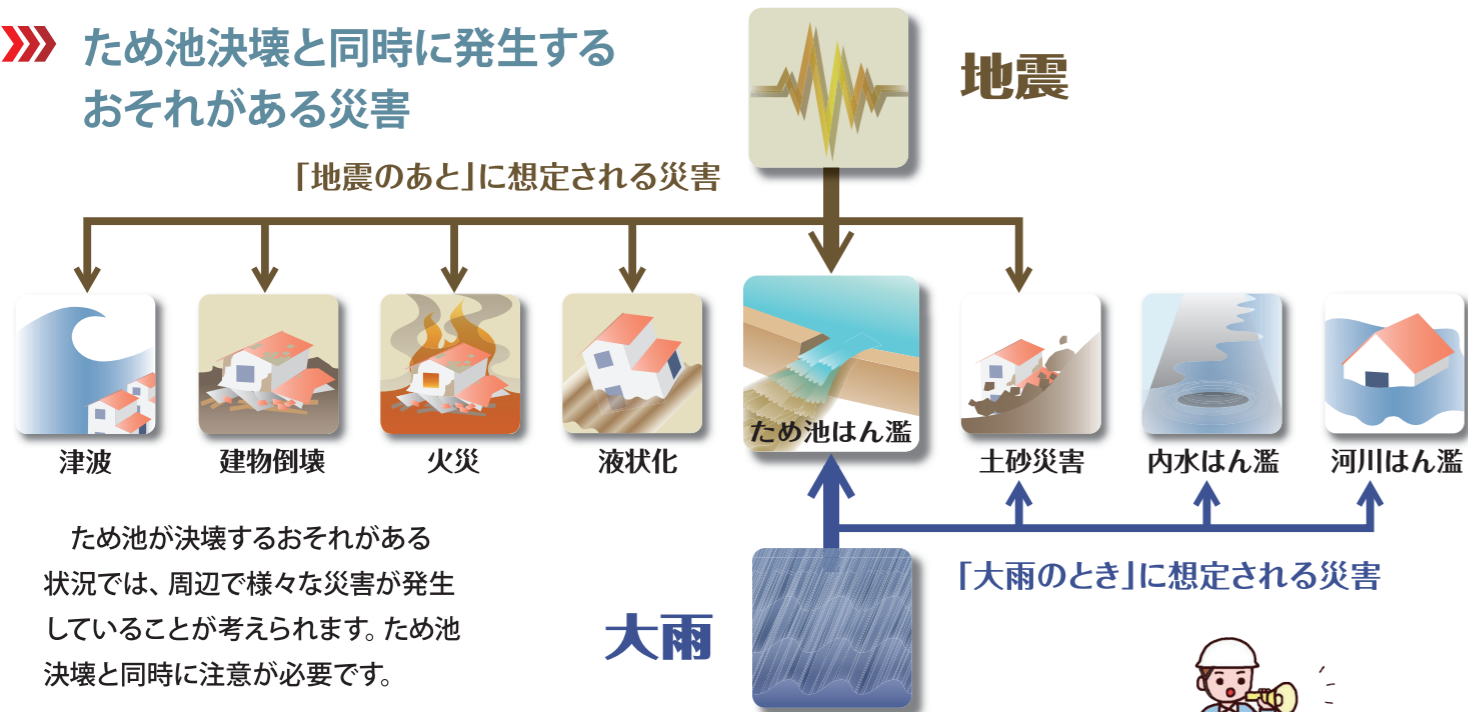 ため池決壊と同時に発生する
おそれがある災害
地震
「地震のあと」に想定される災害
ため池はん濫
津波
建物倒壊
火災
液状化
土砂災害
内水はん濫
河川はん濫
ため池が決壊するおそれがある
状況では、周辺で様々な災害が発生
していることが考えられます。ため池
決壊と同時に注意が必要です。
「大雨のとき」に想定される災害
大雨